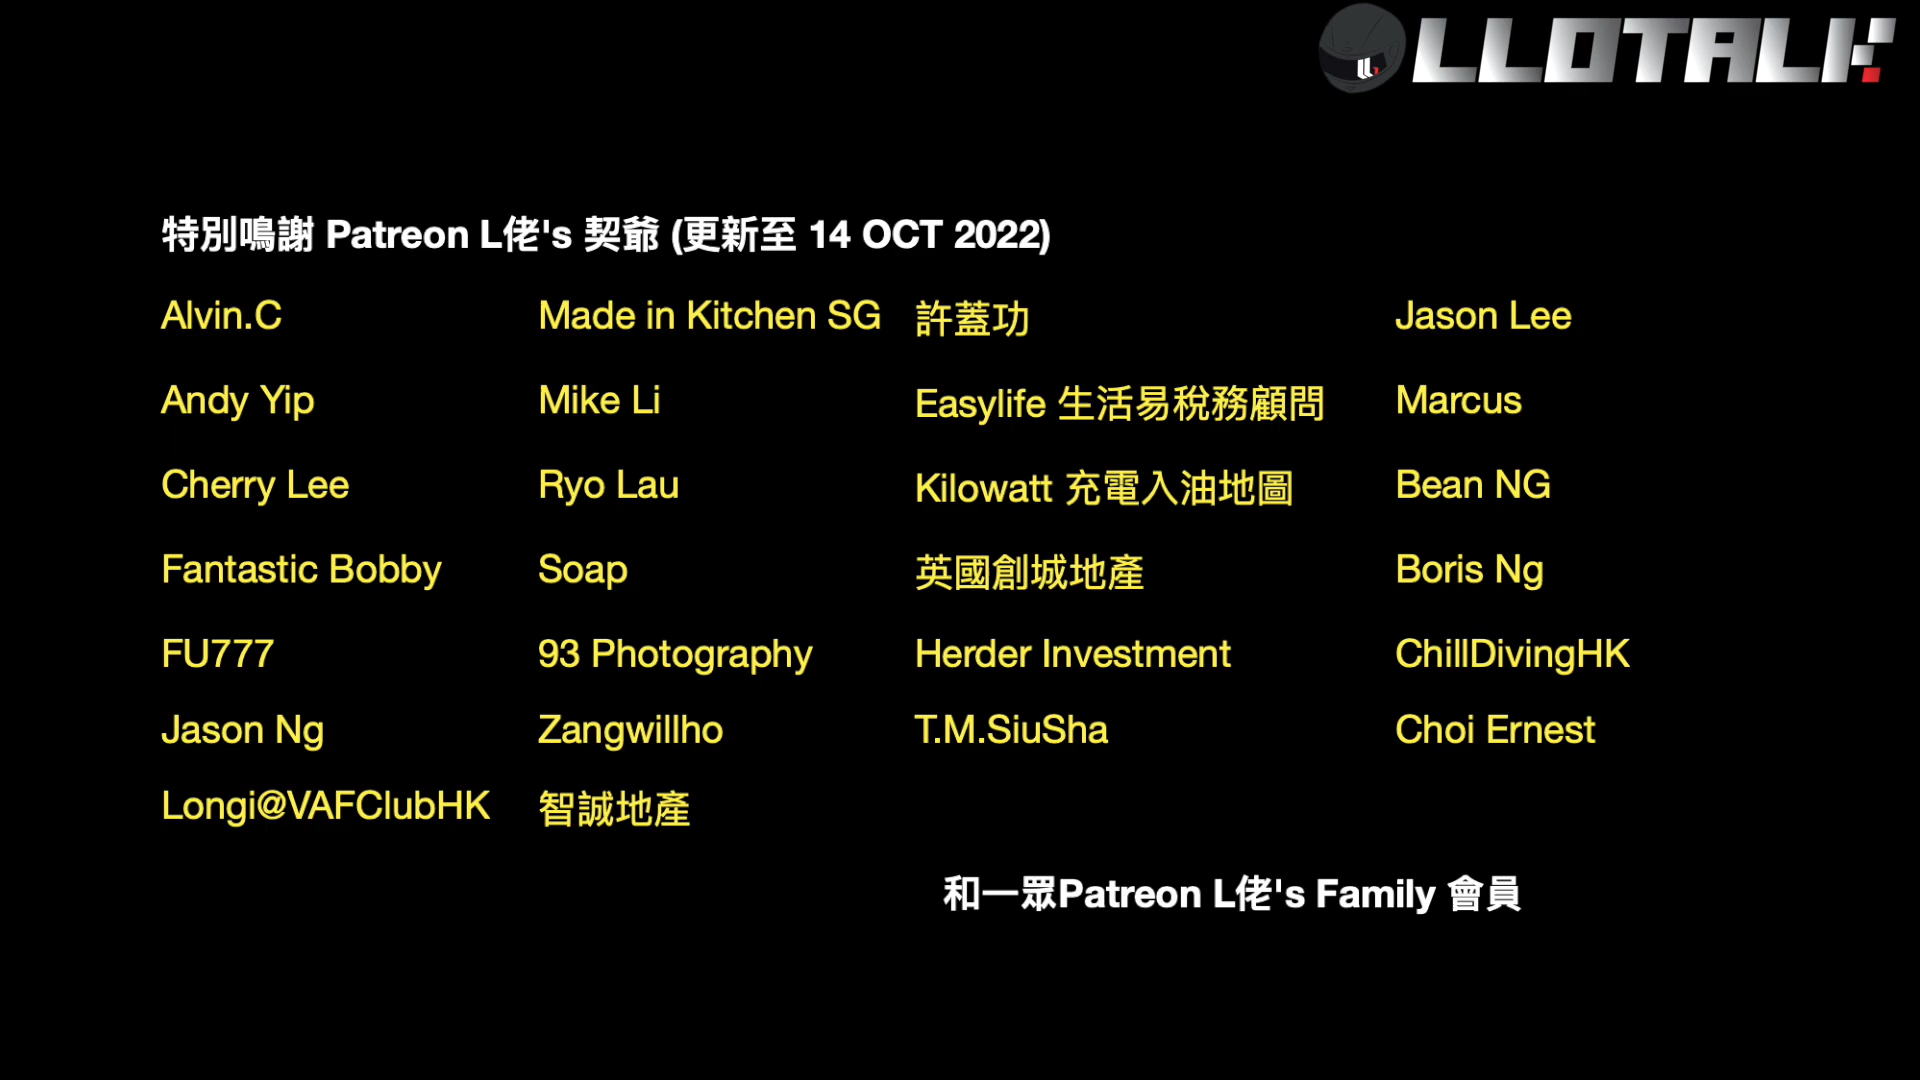 LLOTALK
特別鳴謝 Patreon L佬's 契爺 (更新至 14 OCT 2022)
Alvin.C Made in Kitchen SG 許蓋功 Jason Lee
Andy Yip Mike Li Easylife 生活易稅務顧問 Marcus
Cherry Lee Ryo Lau Kilowatt 充電入油地圖 Bean NG
Fantastic Bobby Soap 英國創城地產 Boris Ng
FU777 93 Photography Herder Investment ChillDivingHK
Jason Ng Zangwillho T.M.SiuSha Choi Ernest
Longi@VAFClubHK 智誠地產
和一眾Patreon L佬's Family 會員